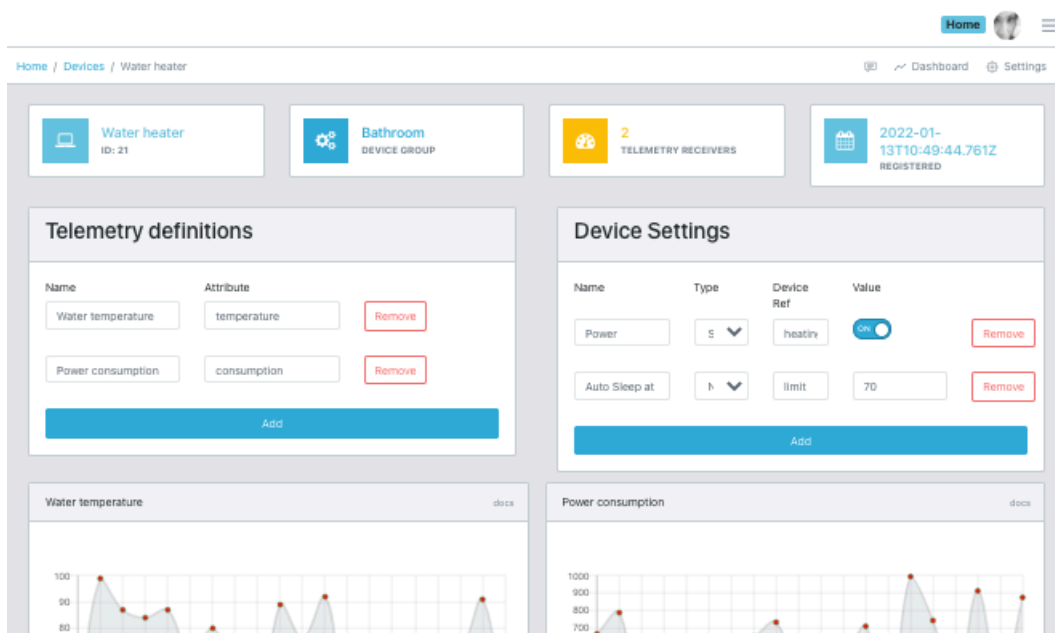 Home
Home / Devices / Water heater
Dashboard
Settings
Water heater
ID: 21
Bathroom
DEVICE GROUP
2
TELEMETRY RECEIVERS
2022-01-
13T10:49:44.761Z
REGISTERED
Telemetry definitions
Name Attribute
Water temperature temperature Remove
Power consumption consumption Remove
Add
Device Settings
Name Type Device Ref Value
Power heating ON Remove
Auto Sleep at limit 70 Remove
Add
Water temperature docs
100
90
80
Power consumption docs
1000
900
800
700